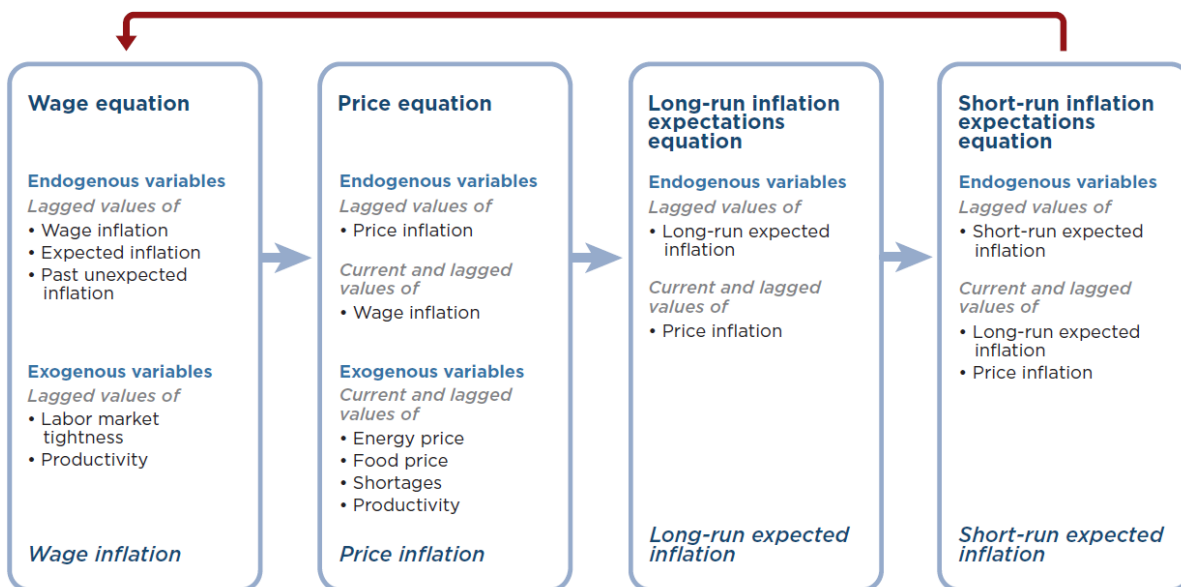 Wage equation
Endogenous variables
Lagged values of
• Wage inflation
• Expected inflation
• Past unexpected
inflation
Exogenous variables
Lagged values of
• Labor market
tightness
• Productivity
Wage inflation
Price equation
Endogenous variables
Lagged values of
• Price inflation
Current and lagged
values of
• Wage inflation
Exogenous variables
Current and lagged
values of
• Energy price
• Food price
• Shortages
• Productivity
Price inflation
Long-run inflation
expectations
equation
Endogenous variables
Lagged values of
• Long-run expected
inflation
Current and lagged
values of
• Price inflation
Long-run expected
inflation
Short-run inflation
expectations
equation
Endogenous variables
Lagged values of
• Short-run expected
inflation
Current and lagged
values of
• Long-run expected
inflation
• Price inflation
Short-run expected
inflation